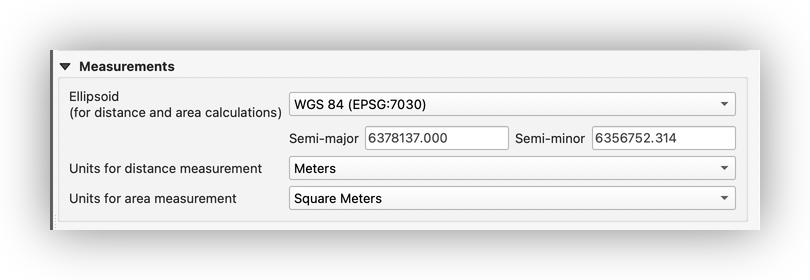 Measurements
Ellipsoid
(for distance and area calculations)
WGS 84 (EPSG:7030)
Semi-major 6378137.000 Semi-minor 6356752.314
Units for distance measurement Meters
Units for area measurement Square Meters